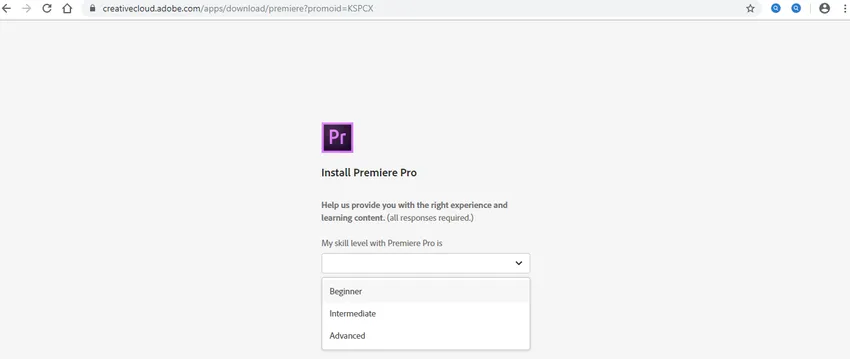 creativecloud.adobe.com/apps/download/premiere?promoid=KSPCX
Pr
Install Premiere Pro
Help us provide you with the right experience and
learning content. (all responses required.)
My skill level with Premiere Pro is
Beginner
Intermediate
Advanced